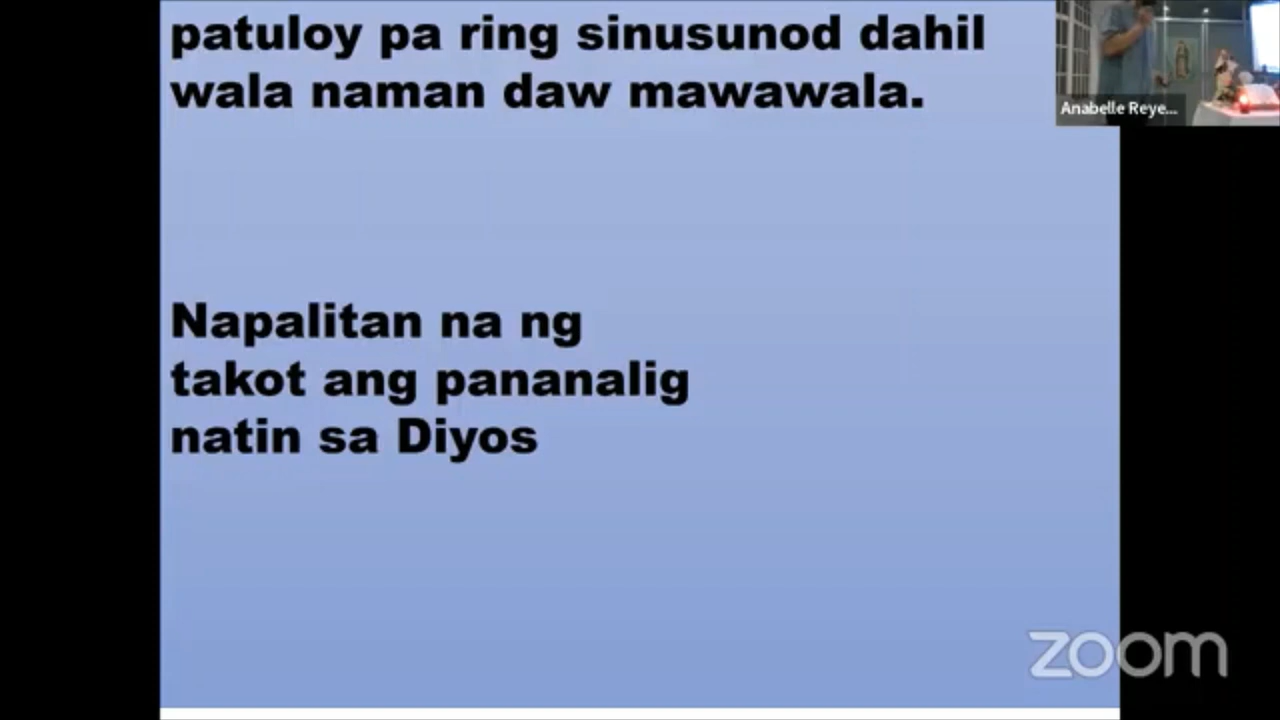 patuloy pa ring sinusunod dahil
wala naman daw mawawala.
Anabelle Reye...
Napalitan na ng
takot ang pananalig
natin sa Diyos
zoom